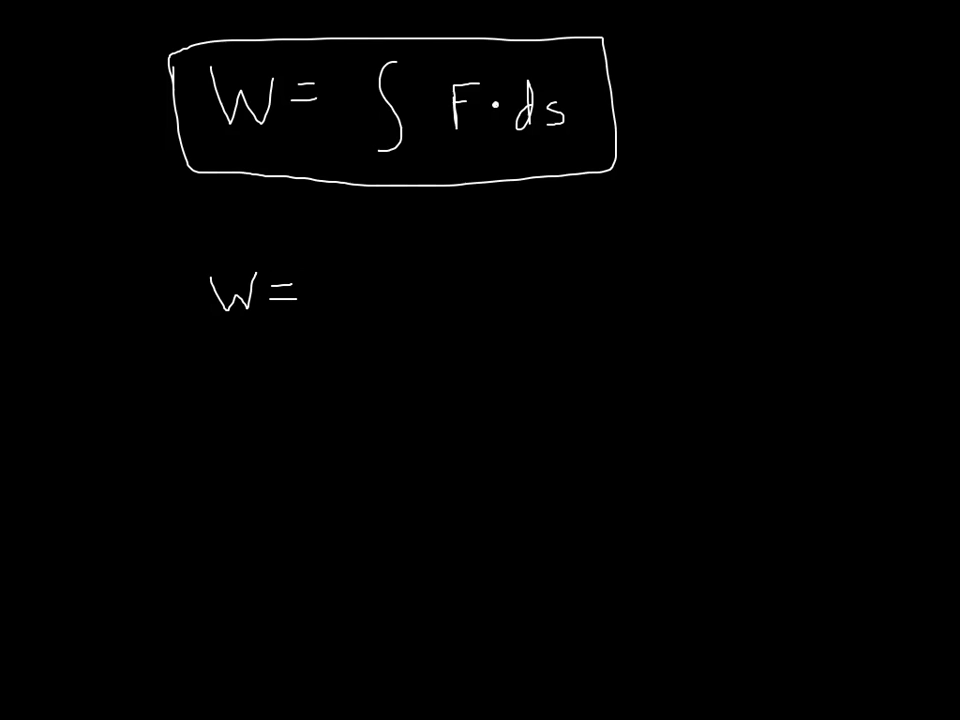 W = ∫ F · ds
W =